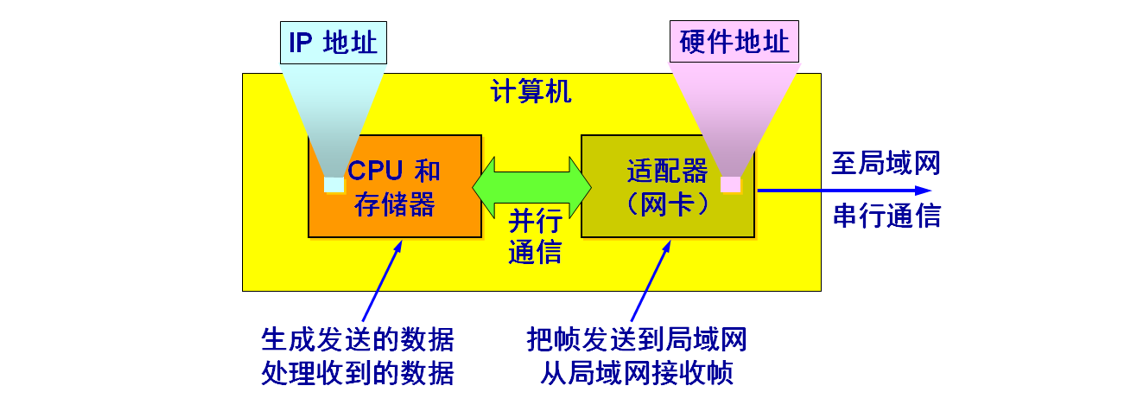 IP 地址
硬件地址
计算机
CPU 和
存储器
适配器
（网卡）
并行
通信
至局域网
串行通信
生成发送的数据
处理收到的数据
把帧发送到局域网
从局域网接收帧